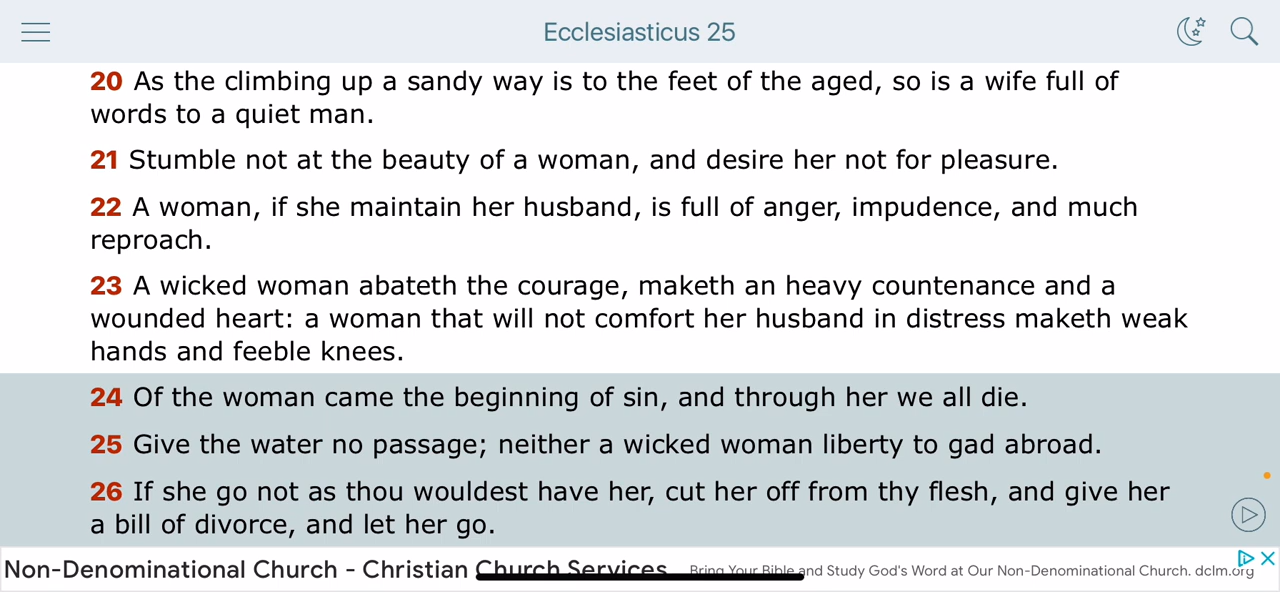 Ecclesiasticus 25
20 As the climbing up a sandy way is to the feet of the aged, so is a wife full of
words to a quiet man.
21 Stumble not at the beauty of a woman, and desire her not for pleasure.
22 A woman, if she maintain her husband, is full of anger, impudence, and much
reproach.
23 A wicked woman abateth the courage, maketh an heavy countenance and a
wounded heart: a woman that will not comfort her husband in distress maketh weak
hands and feeble knees.
24 Of the woman came the beginning of sin, and through her we all die.
25 Give the water no passage; neither a wicked woman liberty to gad abroad.
26 If she go not as thou wouldest have her, cut her off from thy flesh, and give her
a bill of divorce, and let her go.
Non-Denominational Church - Christian Church Services Bring Your Bible and Study God's Word at Our Non-Denominational Church. dclm.org